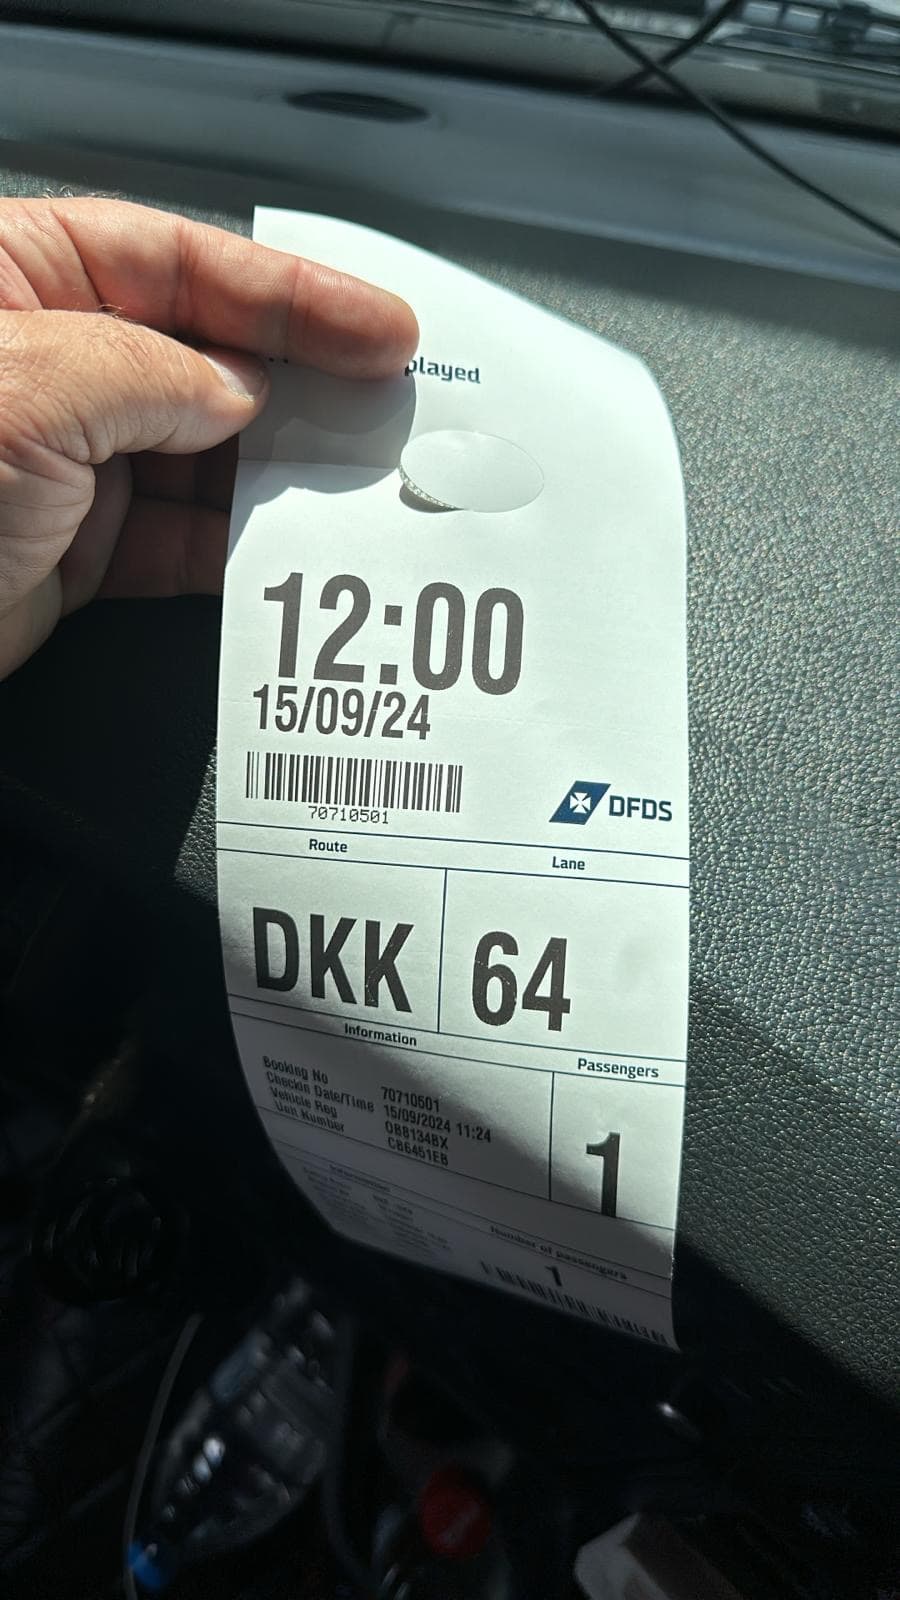 played
12:00
15/09/24
70710501
DFDS
Route
Lane
DKK
64
Information
Passengers
Booking No 70710501
Checkin Date/Time 15/09/2024 11:24
Vehicle Reg OB8134BX
Unit Number CB6451EB
1
Information
Number of passengers
1